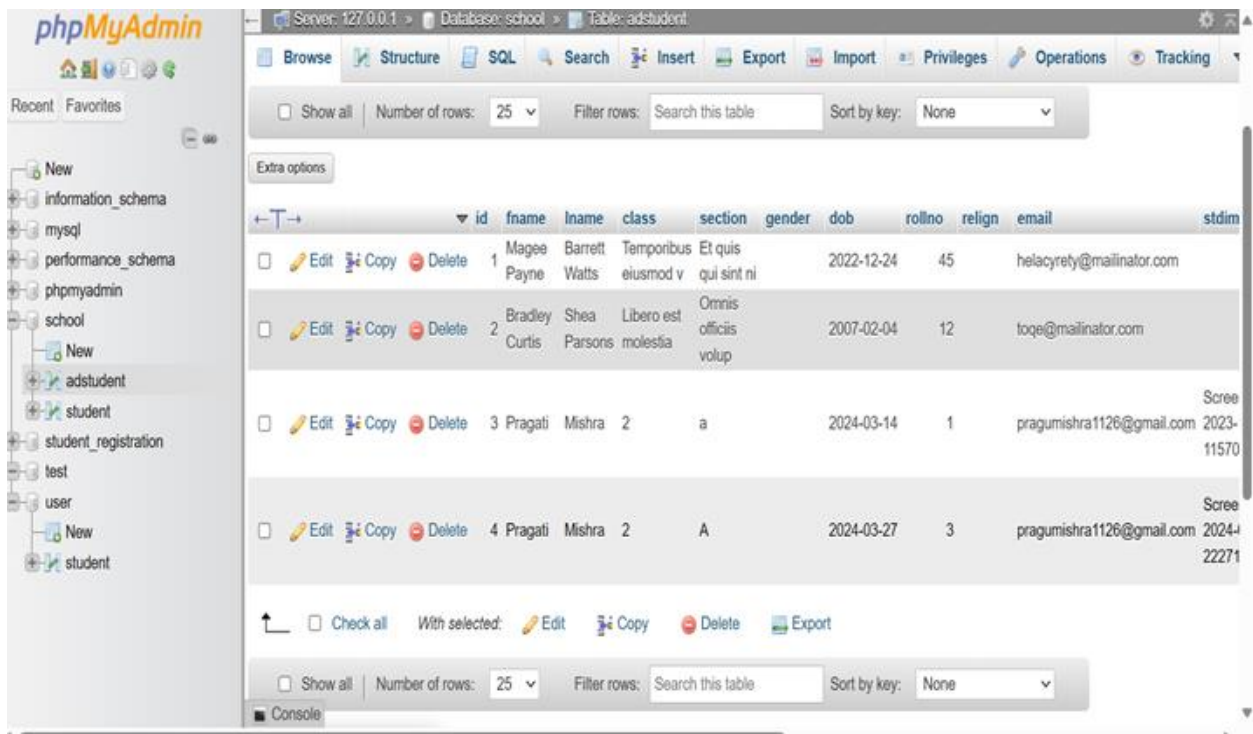 phpMyAdmin
Recent Favorites
New
information_schema
mysql
performance_schema
phpmyadmin
school
New
adstudent
student
student_registration
test
user
New
student
Server: 127.0.0.1 » Database: school » Table: adstudent
Browse Structure SQL Search Insert Export Import Privileges Operations Tracking
Show all Number of rows: 25 Filter rows: Search this table Sort by key: None
Extra options
←T→ id fname lname class section gender dob rollno relign email stdim
Edit Copy Delete 1 Magee Payne Barrett Watts Temporibus eiusmod v Et quis qui sint ni 2022-12-24 45 helacyrety@mailinator.com
Edit Copy Delete 2 Bradley Curtis Shea Parsons Libero est molestia Omnis officiis volup 2007-02-04 12 toqe@mailinator.com
Edit Copy Delete 3 Pragati Mishra 2 a 2024-03-14 1 pragumishra1126@gmail.com Scree 2023- 11570
Edit Copy Delete 4 Pragati Mishra 2 A 2024-03-27 3 pragumishra1126@gmail.com Scree 2024- 22271
Check all With selected: Edit Copy Delete Export
Show all Number of rows: 25 Filter rows: Search this table Sort by key: None
Console